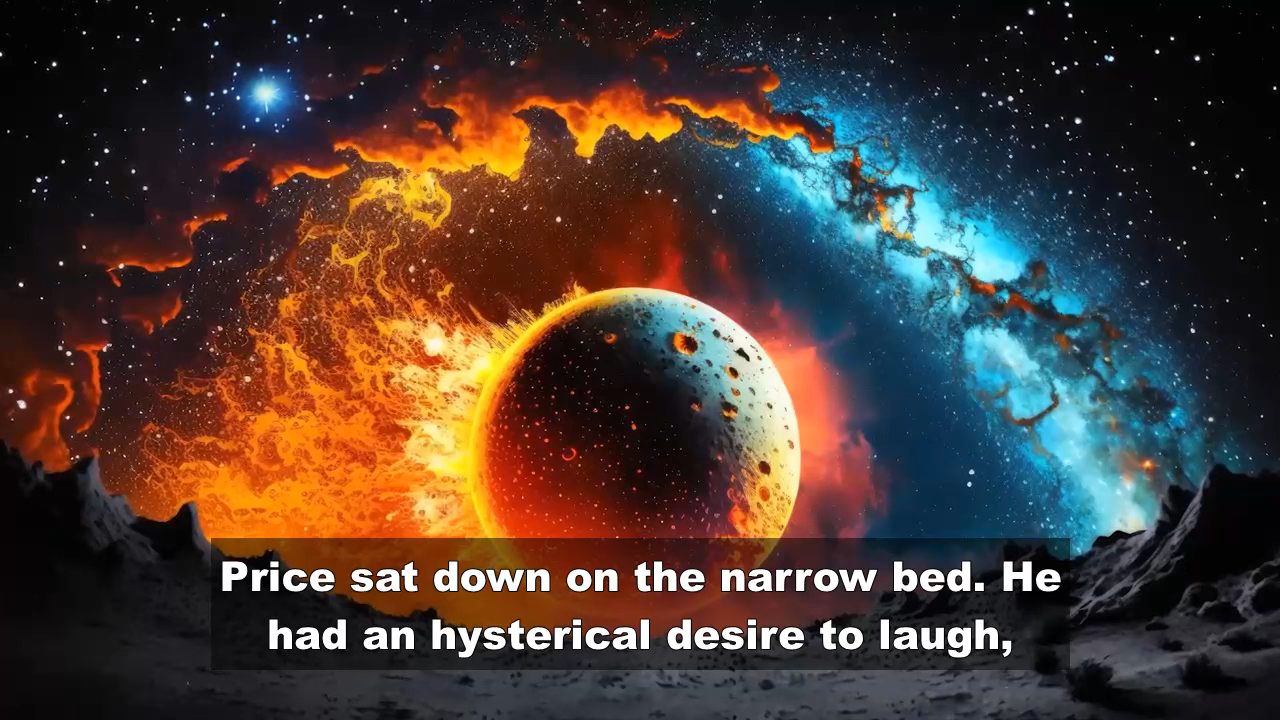 Price sat down on the narrow bed. He
had an hysterical desire to laugh,